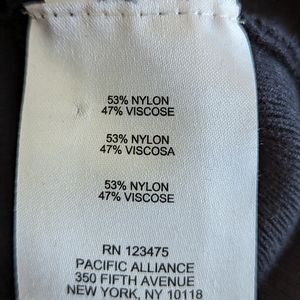 53% NYLON
47% VISCOSE
53% NYLON
47% VISCOSA
53% NYLON
47% VISCOSE
RN 123475
PACIFIC ALLIANCE
350 FIFTH AVENUE
NEW YORK, NY 10118